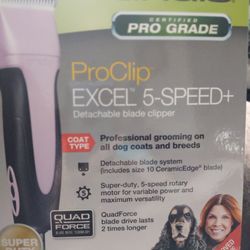 CERTIFIED
PRO GRADE
ProClip
EXCEL™ 5-SPEED+
Detachable blade clipper
COAT
TYPE
Professional grooming on
all dog coats and breeds
Detachable blade system
(includes size 10 CeramicEdge® blade)
5
Super-duty, 5-speed rotary
motor for variable power and
maximum versatility
QUAD
FORCE
QuadForce
blade drive lasts
2 times longer
SUPER